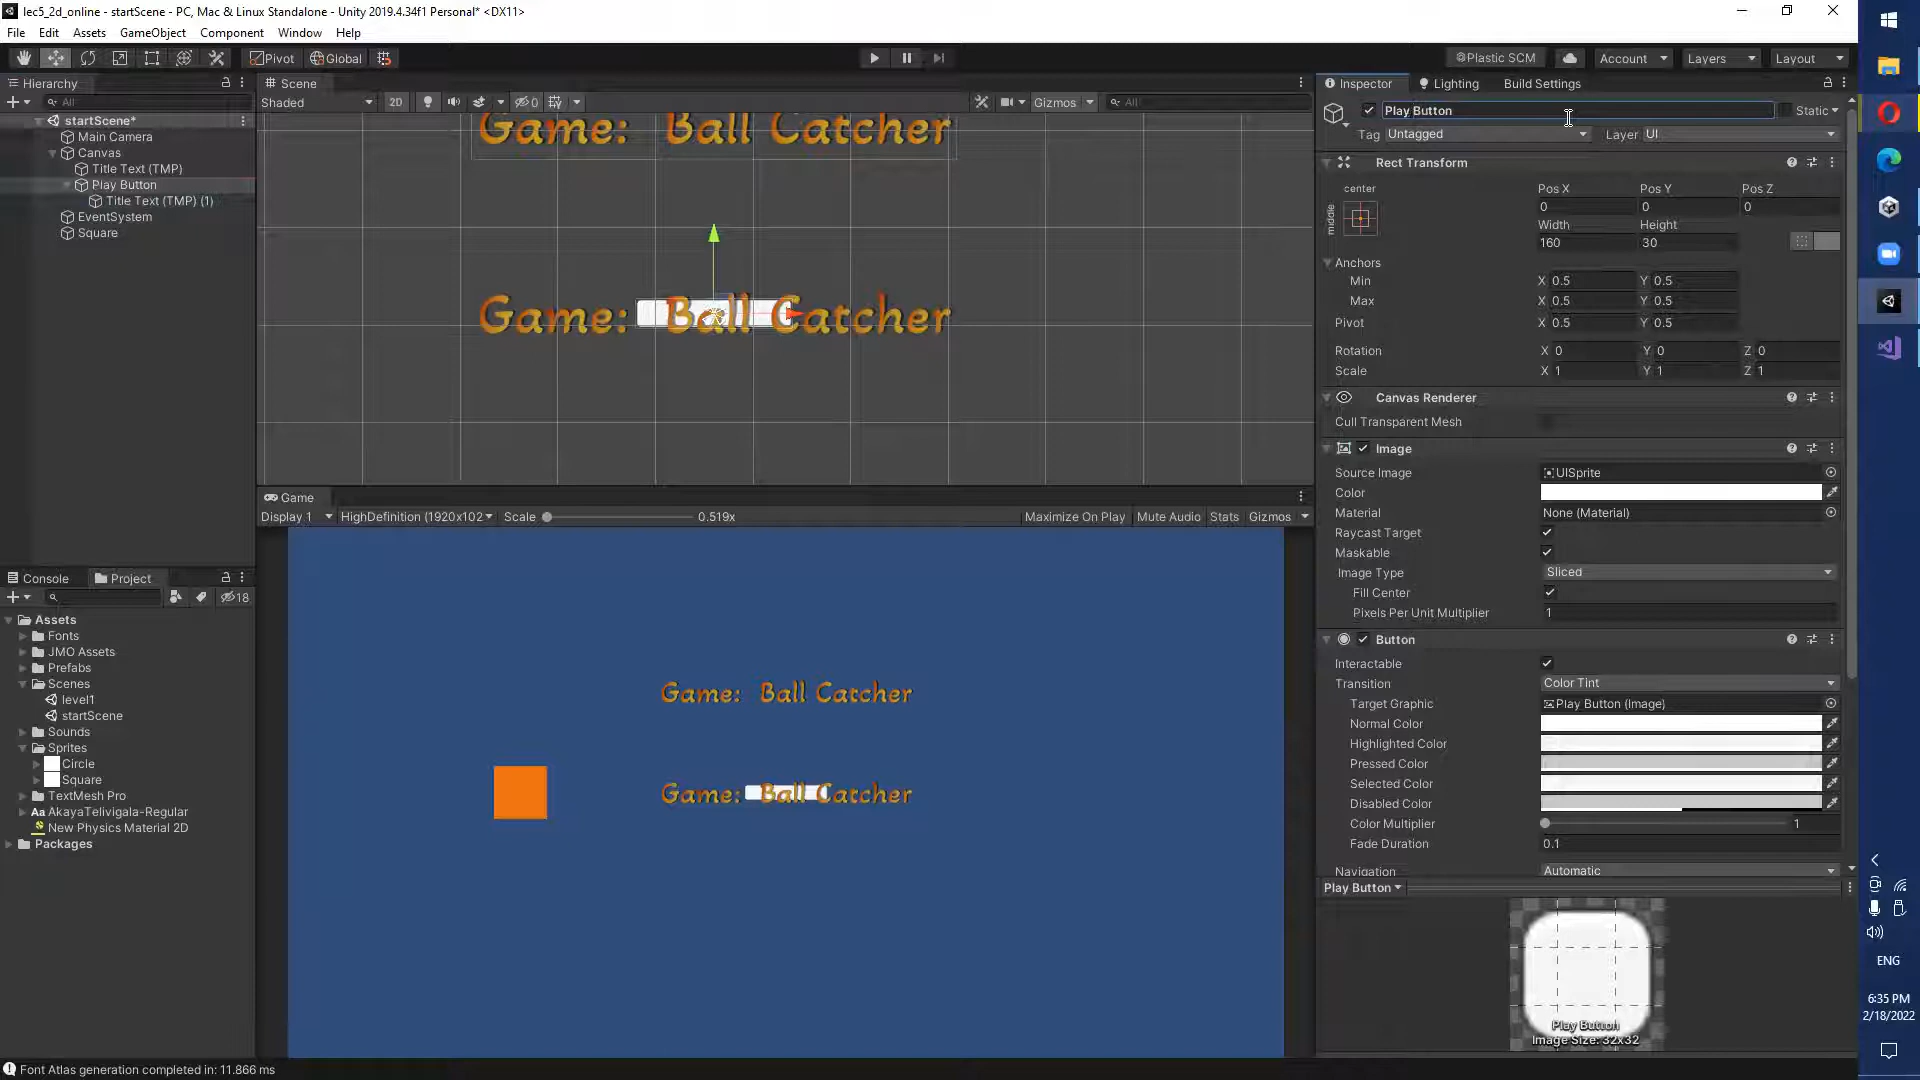 lec5_2d_online - startScene - PC, Mac & Linux Standalone - Unity 2019.4.34f1 Personal* <DX11>
File Edit Assets GameObject Component Window Help
Pivot Global Plastic SCM Account Layers Layout
Hierarchy
All
startScene*
Main Camera
Canvas
Title Text (TMP)
Play Button
Title Text (TMP) (1)
EventSystem
Square
Scene
Shaded 2D 0 Gizmos All
Game: Ball Catcher
Game: Ball Catcher
Game
Display 1 HighDefinition (1920x102 Scale 0.519x Maximize On Play Mute Audio Stats Gizmos
Game: Ball Catcher
Game: Ball Catcher
Console Project
18
Assets
Fonts
JMO Assets
Prefabs
Scenes
level1
startScene
Sounds
Sprites
Circle
Square
TextMesh Pro
Aa AkayaTelivigala-Regular
New Physics Material 2D
Packages
Font Atlas generation completed in: 11.866 ms
Inspector Lighting Build Settings
Play Button Static
Tag Untagged Layer UI
Rect Transform
center
middle
Pos X Pos Y Pos Z
0 0 0
Width Height
160 30
Anchors
Min X 0.5 Y 0.5
Max X 0.5 Y 0.5
Pivot X 0.5 Y 0.5
Rotation X 0 Y 0 Z 0
Scale X 1 Y 1 Z 1
Canvas Renderer
Cull Transparent Mesh
Image
Source Image UISprite
Color
Material None (Material)
Raycast Target
Maskable
Image Type Sliced
Fill Center
Pixels Per Unit Multiplier 1
Button
Interactable
Transition Color Tint
Target Graphic Play Button (Image)
Normal Color
Highlighted Color
Pressed Color
Selected Color
Disabled Color
Color Multiplier 1
Fade Duration 0.1
Navigation Automatic
Play Button
Play Button
Image Size: 32x32
ENG
6:35 PM
2/18/2022